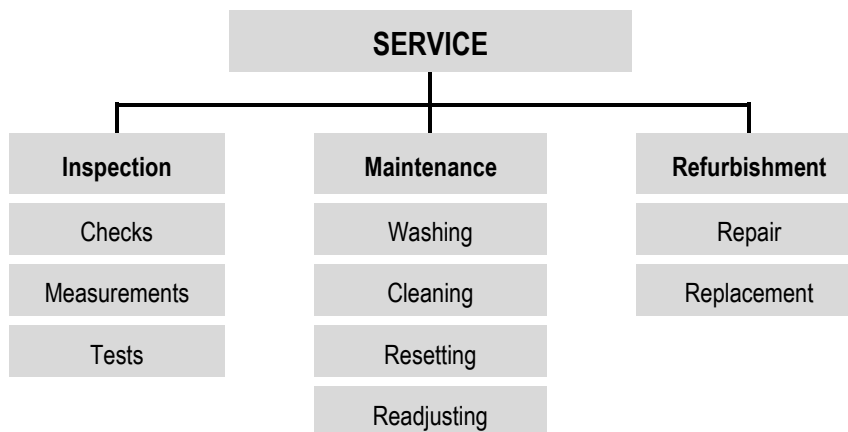 SERVICE
Inspection
Checks
Measurements
Tests
Maintenance
Washing
Cleaning
Resetting
Readjusting
Refurbishment
Repair
Replacement